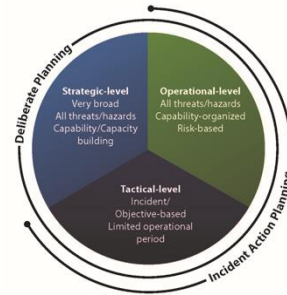 Deliberate Planning
Strategic-level
Very broad
All threats/hazards
Capability/Capacity
building
Operational-level
All threats/hazards
Capability-organized
Risk-based
Tactical-level
Incident/
Objective-based
Limited operational
period
Incident Action Planning